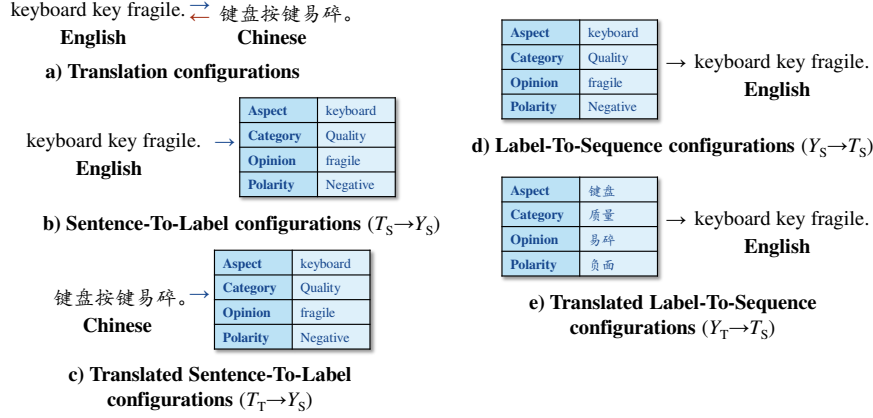 keyboard key fragile. ⇄ 键盘按键易碎。
English Chinese
a) Translation configurations
keyboard key fragile. →
English
Aspect keyboard
Category Quality
Opinion fragile
Polarity Negative
b) Sentence-To-Label configurations (T_S→Y_S)
键盘按键易碎。→
Chinese
Aspect keyboard
Category Quality
Opinion fragile
Polarity Negative
c) Translated Sentence-To-Label
configurations (T_T→Y_S)
Aspect keyboard
Category Quality
Opinion fragile
Polarity Negative
→ keyboard key fragile.
English
d) Label-To-Sequence configurations (Y_S→T_S)
Aspect 键盘
Category 质量
Opinion 易碎
Polarity 负面
→ keyboard key fragile.
English
e) Translated Label-To-Sequence
configurations (Y_T→T_S)